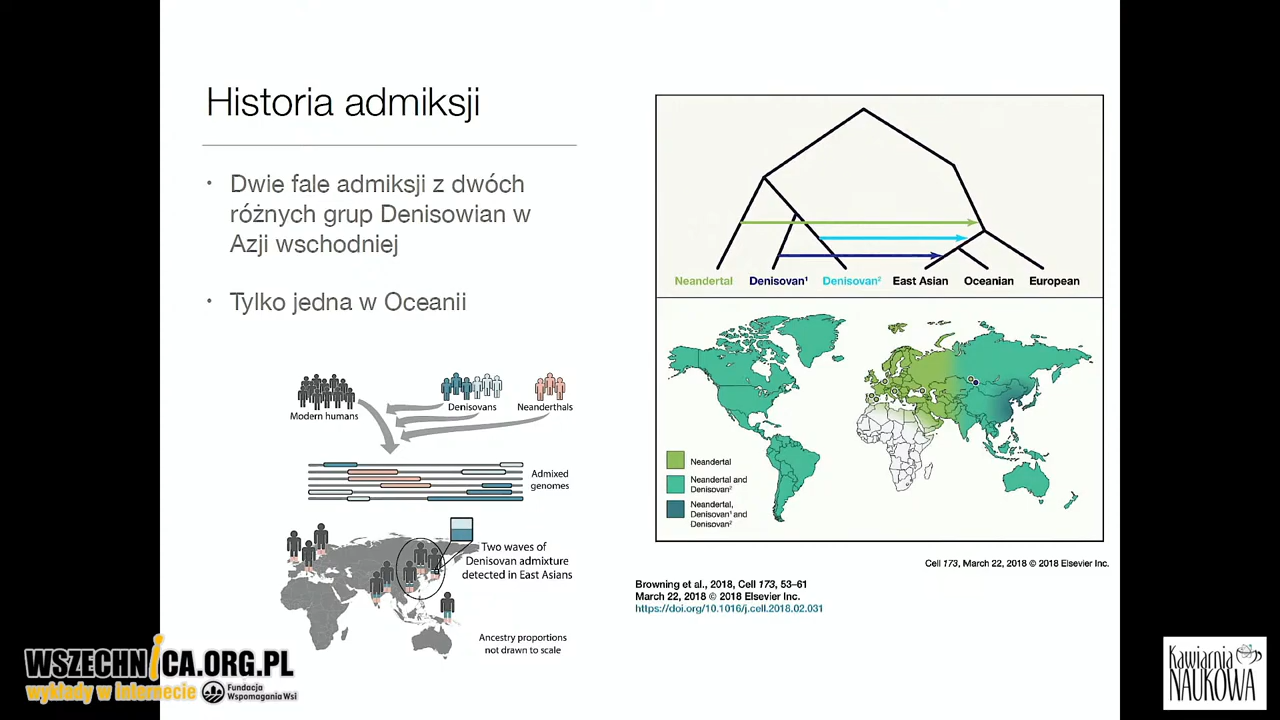 Historia admiksji
• Dwie fale admiksji z dwóch
różnych grup Denisowian w
Azji wschodniej
• Tylko jedna w Oceanii
Modern humans
Denisovans
Neanderthals
Admixed
genomes
Two waves of
Denisovan admixture
detected in East Asians
Ancestry proportions
not drawn to scale
Neandertal
Denisovan¹
Denisovan²
East Asian
Oceanian
European
Neandertal
Neandertal and
Denisovan²
Neandertal,
Denisovan¹ and
Denisovan²
Cell 173, March 22, 2018 © 2018 Elsevier Inc.
Browning et al., 2018, Cell 173, 53–61
March 22, 2018 © 2018 Elsevier Inc.
https://doi.org/10.1016/j.cell.2018.02.031
WSZECHNiCA.ORG.PL
wykłady w internecie
Fundacja
Wspomagania Wsi
Kawiarnia
NAUKOWA